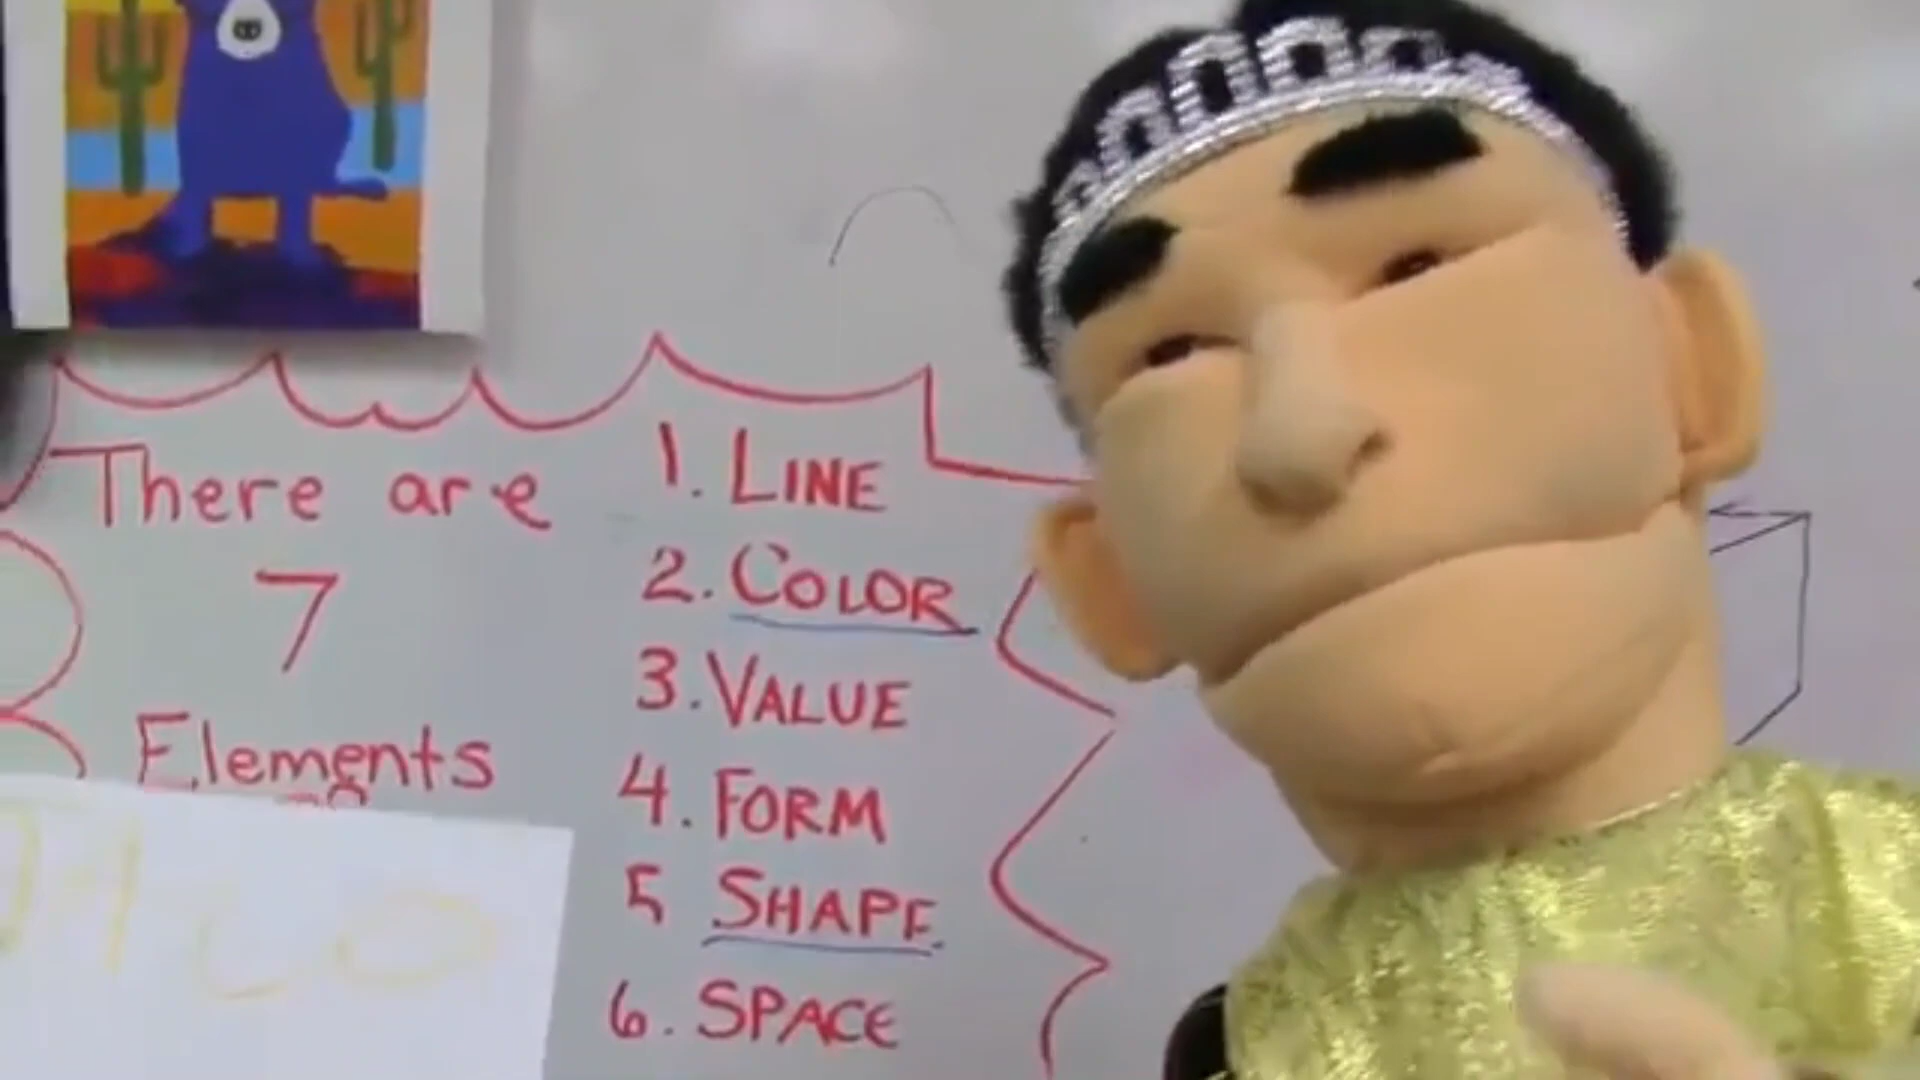 There are
7
Elements
1. LINE
2. COLOR
3. VALUE
4. FORM
5 SHAPE
6. SPACE